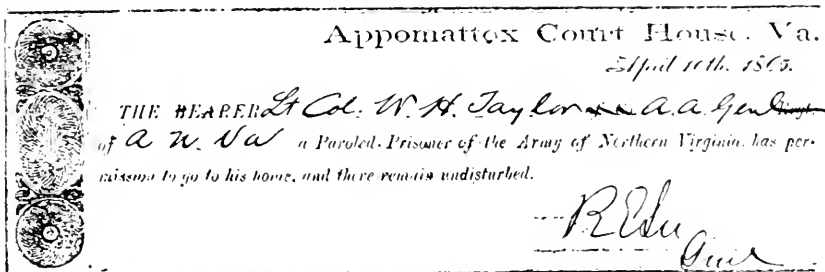 Appomattox Court House, Va.
April 10th, 1865.
THE BEARER Lt Col: W. H. Taylor A. A. Genl
of A. N. Va a Paroled Prisoner of the Army of Northern Virginia, has per-
mission to go to his home, and there remain undisturbed.
R E Lee
Genl